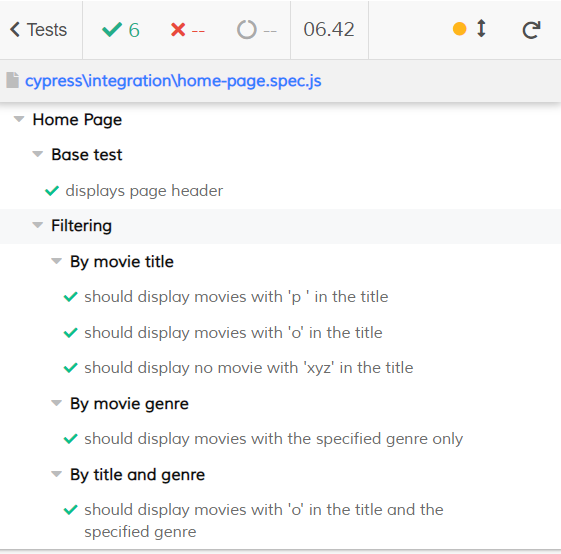 Tests 6 -- -- 06.42
cypress\integration\home-page.spec.js
Home Page
Base test
displays page header
Filtering
By movie title
should display movies with 'p ' in the title
should display movies with 'o' in the title
should display no movie with 'xyz' in the title
By movie genre
should display movies with the specified genre only
By title and genre
should display movies with 'o' in the title and the
specified genre